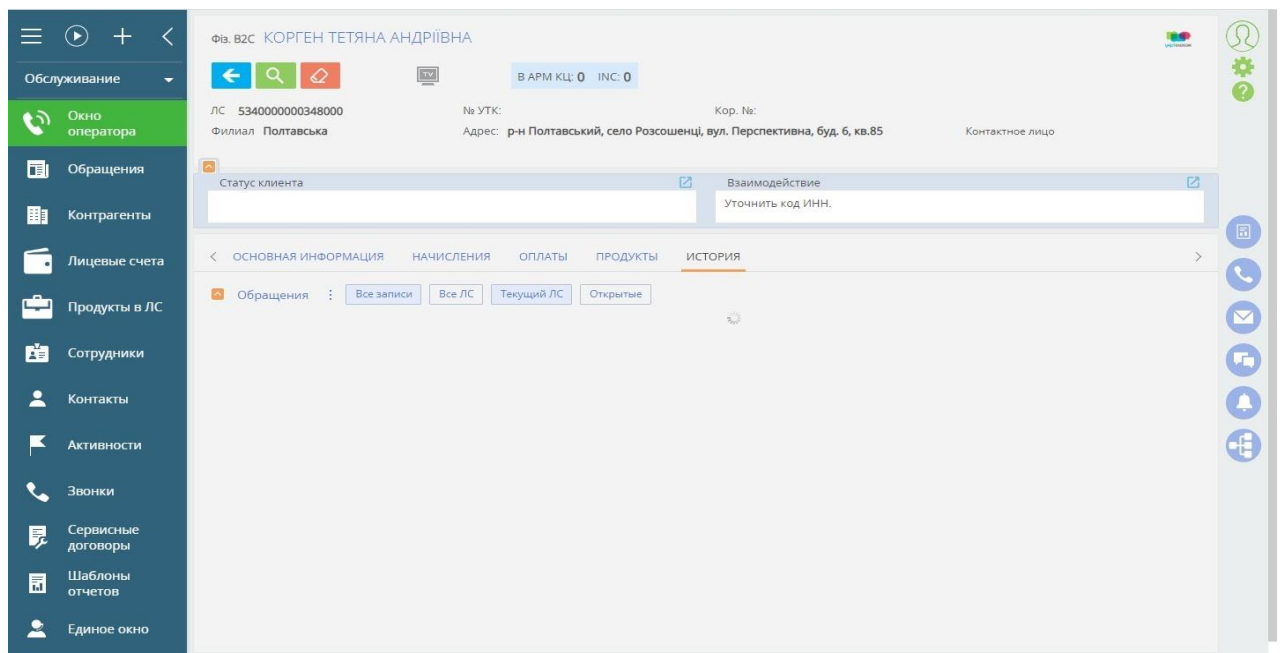 Обслуживание
Окно
оператора
Обращения
Контрагенты
Лицевые счета
Продукты в ЛС
Сотрудники
Контакты
Активности
Звонки
Сервисные
договоры
Шаблоны
отчетов
Единое окно
Фіз. B2C КОРГЕН ТЕТЯНА АНДРІЇВНА
TV
В АРМ КЦ: 0 INC: 0
ЛС 5340000000348000 № УТК: Кор. №:
Филиал Полтавська Адрес: р-н Полтавський, село Розсошенці, вул. Перспективна, буд. 6, кв.85 Контактное лицо
Статус клиента Взаимодействие
Уточнить код ИНН.
ОСНОВНАЯ ИНФОРМАЦИЯ НАЧИСЛЕНИЯ ОПЛАТЫ ПРОДУКТЫ ИСТОРИЯ
Обращения Все записи Все ЛС Текущий ЛС Открытые